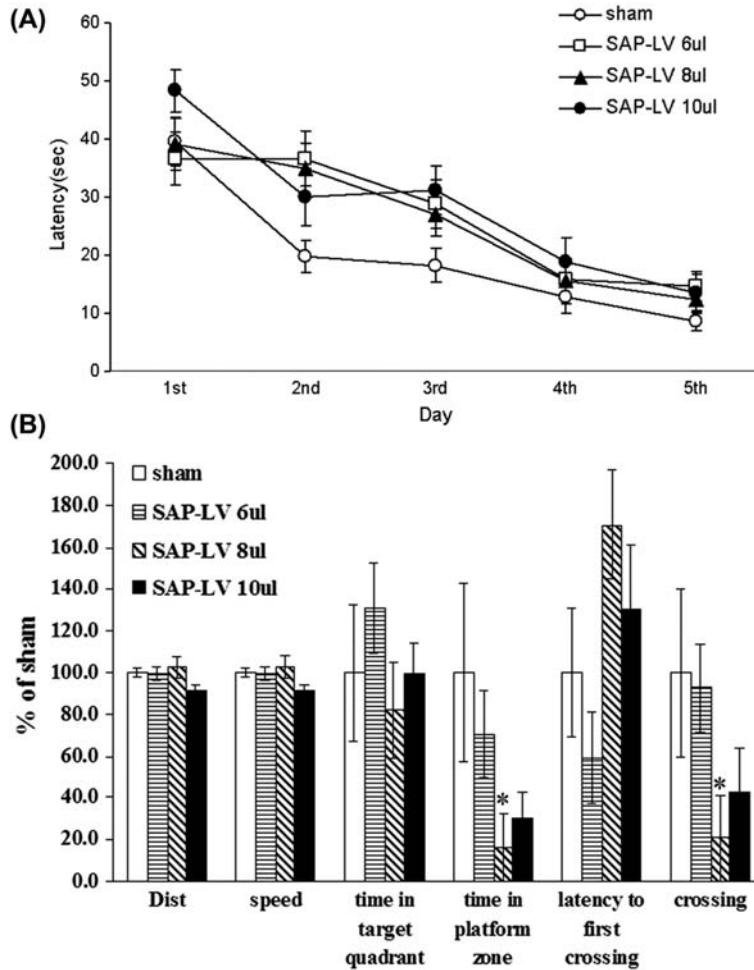 (A)
60
50
40
30
20
10
0
Latency(sec)
sham
SAP-LV 6ul
SAP-LV 8ul
SAP-LV 10ul
1st 2nd 3rd 4th 5th
Day
(B)
200.0
180.0
160.0
140.0
120.0
100.0
80.0
60.0
40.0
20.0
0.0
% of sham
sham
SAP-LV 6ul
SAP-LV 8ul
SAP-LV 10ul
* *
Dist speed time in time in latency to crossing
target platform first
quadrant zone crossing